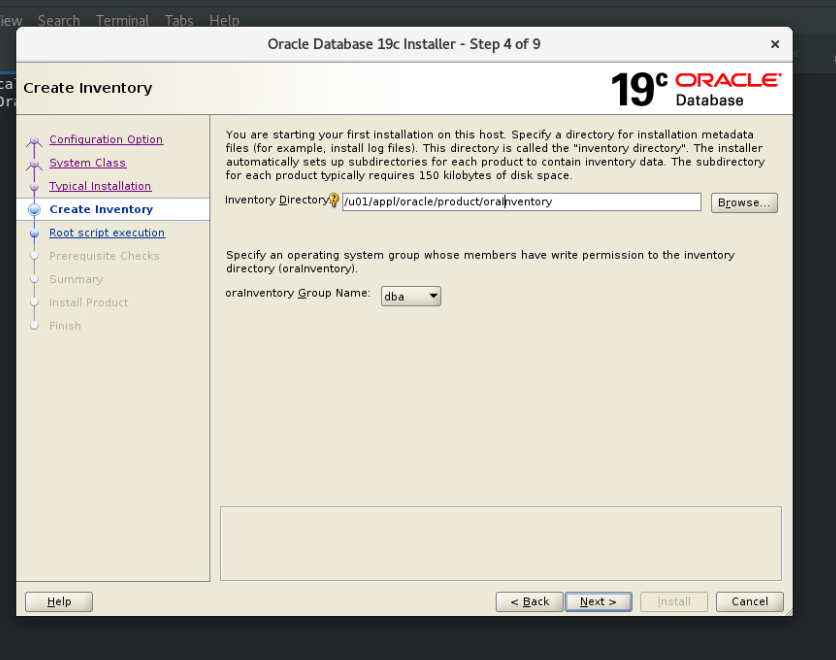 View Search Terminal Tabs Help
Oracle Database 19c Installer - Step 4 of 9
Create Inventory
19c ORACLE
Database
Configuration Option
System Class
Typical Installation
Create Inventory
Root script execution
Prerequisite Checks
Summary
Install Product
Finish
You are starting your first installation on this host. Specify a directory for installation metadata
files (for example, install log files). This directory is called the "inventory directory". The installer
automatically sets up subdirectories for each product to contain inventory data. The subdirectory
for each product typically requires 150 kilobytes of disk space.
Inventory Directory: /u01/appl/oracle/product/oraInventory Browse...
Specify an operating system group whose members have write permission to the inventory
directory (oraInventory).
oraInventory Group Name: dba
Help < Back Next > Install Cancel